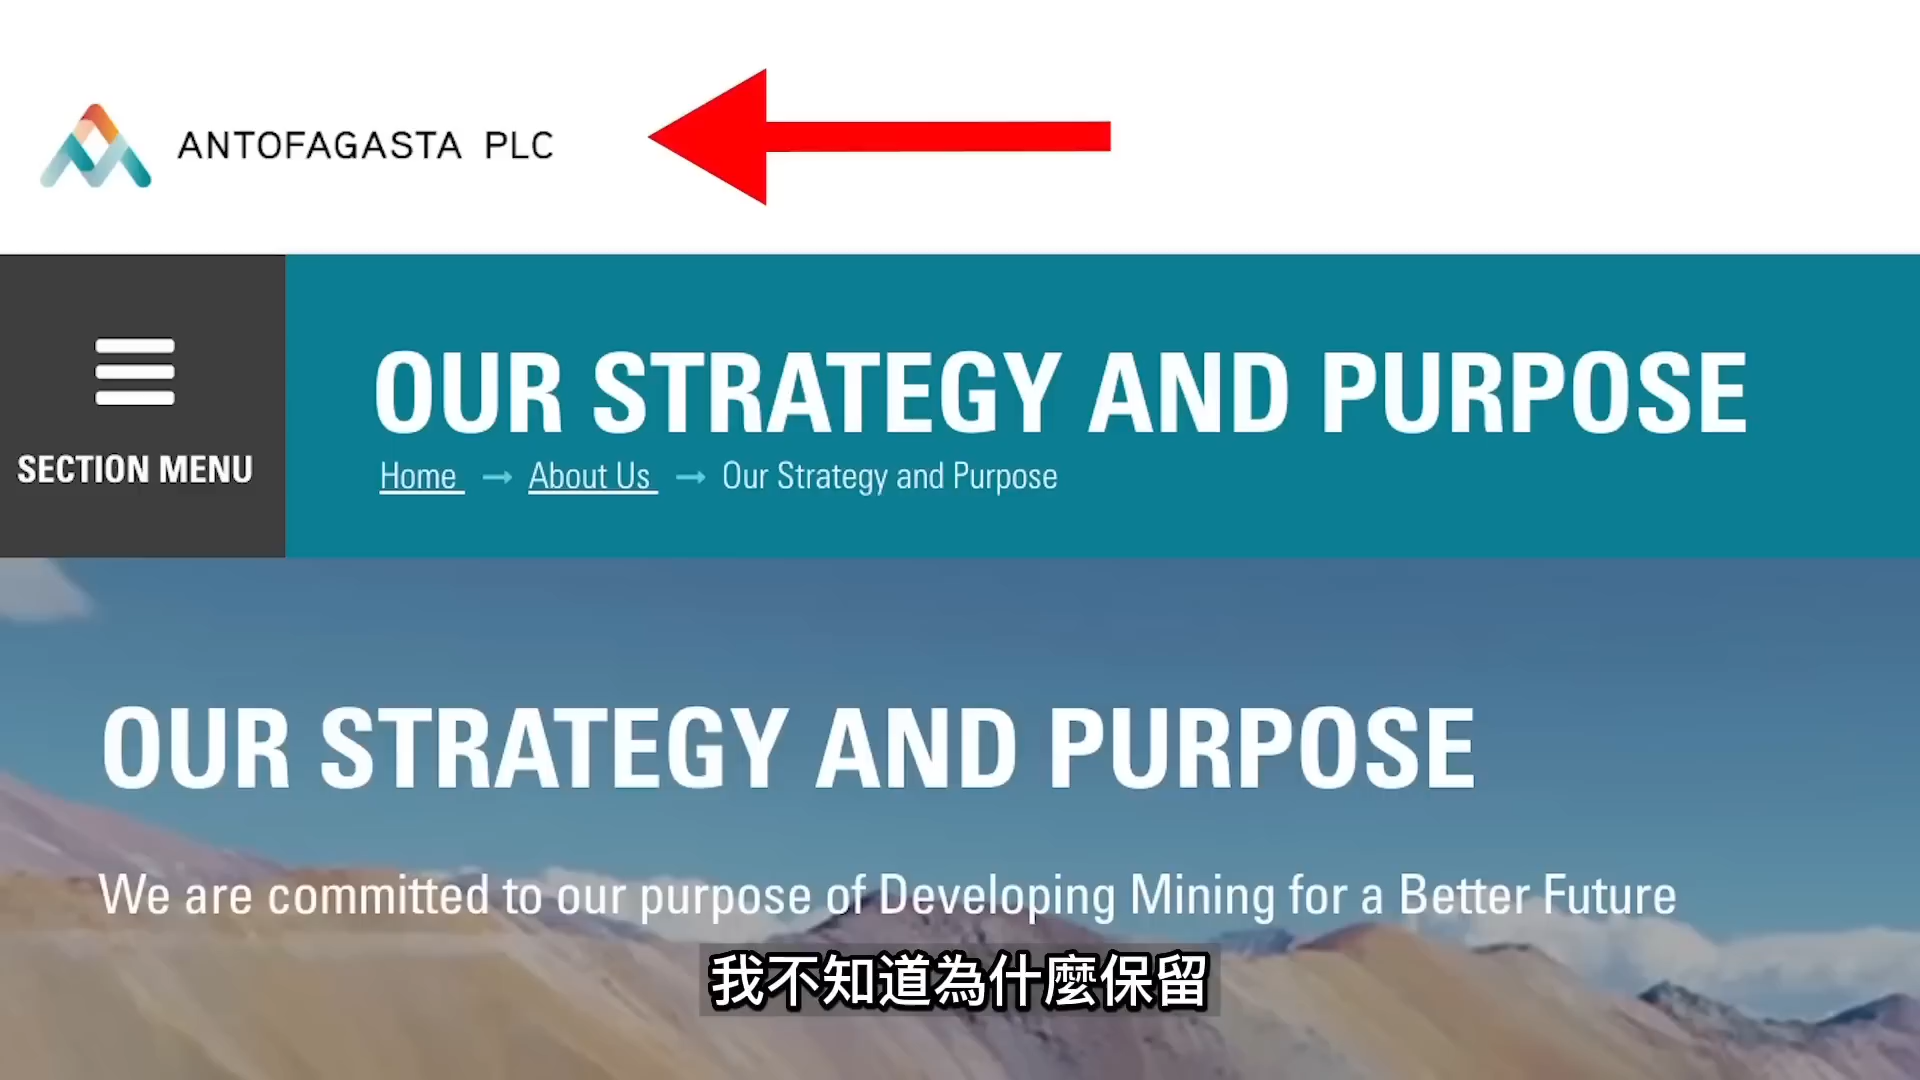 ANTOFAGASTA PLC
SECTION MENU
OUR STRATEGY AND PURPOSE
Home → About Us → Our Strategy and Purpose
OUR STRATEGY AND PURPOSE
We are committed to our purpose of Developing Mining for a Better Future
我不知道為什麼保留